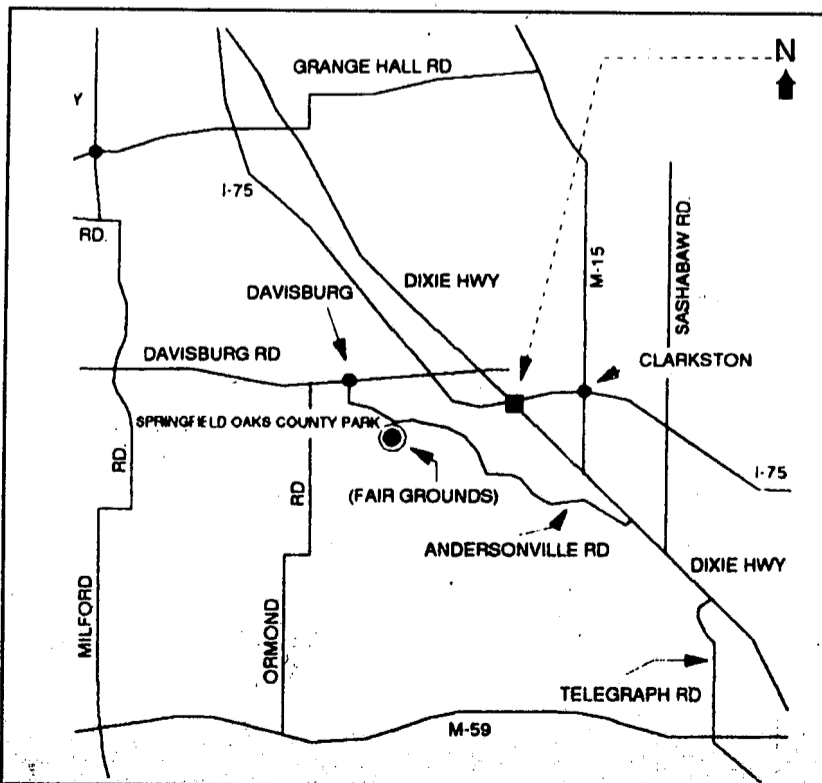 N
GRANGE HALL RD
Y
I-75
RD.
DIXIE HWY
M-15
SASHABAW RD.
DAVISBURG
DAVISBURG RD
CLARKSTON
SPRINGFIELD OAKS COUNTY PARK
(FAIR GROUNDS)
I-75
RD.
RD
ANDERSONVILLE RD
DIXIE HWY
MILFORD
ORMOND
TELEGRAPH RD
M-59